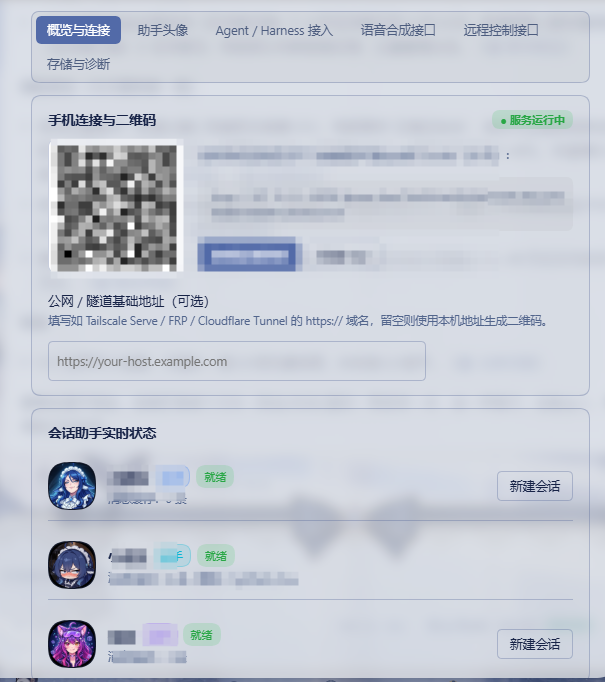 概览与连接
助手头像
Agent / Harness 接入
语音合成接口
远程控制接口
存储与诊断
手机连接与二维码
服务运行中
公网 / 隧道基础地址（可选）
填写如 Tailscale Serve / FRP / Cloudflare Tunnel 的 https:// 域名，留空则使用本机地址生成二维码。
https://your-host.example.com
会话助手实时状态
就绪
新建会话
就绪
就绪
新建会话